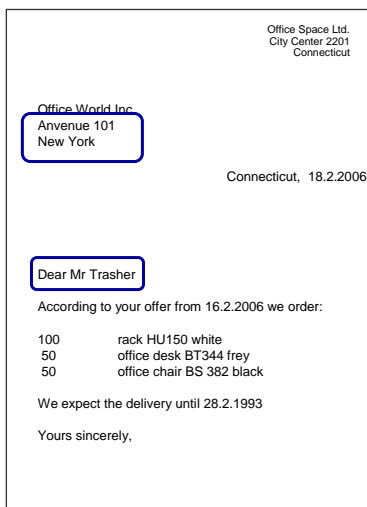 Office Space Ltd.
City Center 2201
Connecticut
Office World Inc
Anvenue 101
New York
Connecticut, 18.2.2006
Dear Mr Trasher
According to your offer from 16.2.2006 we order:
100 rack HU150 white
50 office desk BT344 frey
50 office chair BS 382 black
We expect the delivery until 28.2.1993
Yours sincerely,